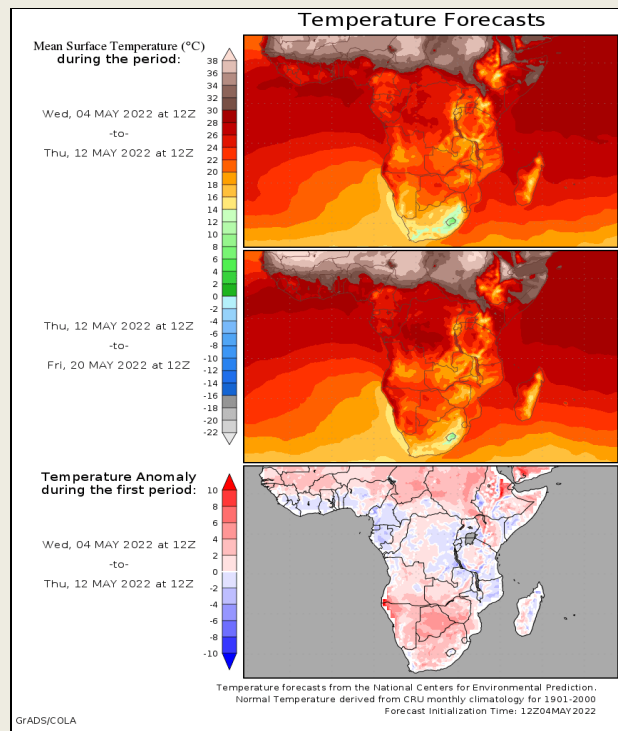 Temperature Forecasts
Mean Surface Temperature (°C)
during the period:
Wed, 04 MAY 2022 at 12Z
-to-
Thu, 12 MAY 2022 at 12Z
38
36
34
32
30
28
26
24
22
20
18
16
14
12
10
8
6
4
2
0
-2
-4
-6
-8
-10
-12
-14
-16
-18
-20
-22
Thu, 12 MAY 2022 at 12Z
-to-
Fri, 20 MAY 2022 at 12Z
Temperature Anomaly
during the first period:
Wed, 04 MAY 2022 at 12Z
-to-
Thu, 12 MAY 2022 at 12Z
10
8
6
4
2
0
-2
-4
-6
-8
-10
Temperature forecasts from the National Centers for Environmental Prediction.
Normal Temperature derived from CRU monthly climatology for 1901-2000
Forecast Initialization Time: 12Z04MAY2022
GrADS/COLA